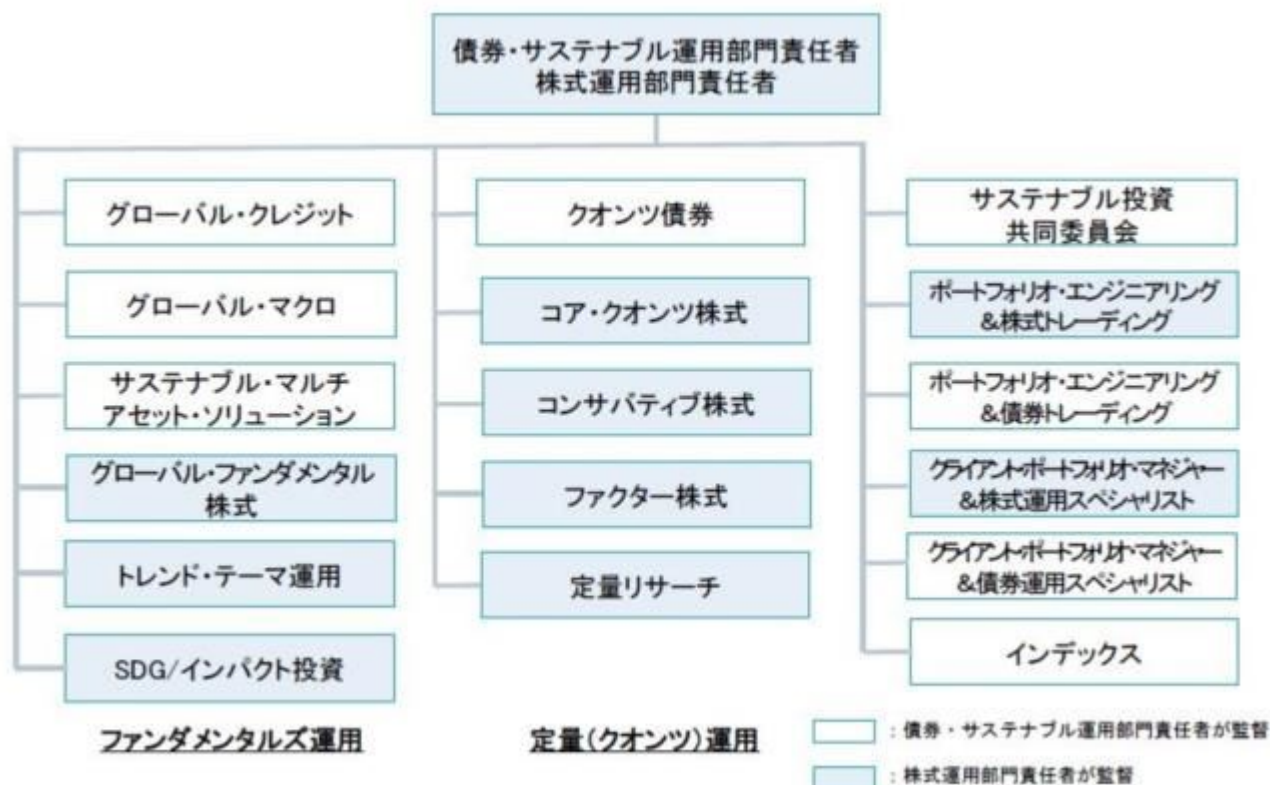 債券・サステナブル運用部門責任者
株式運用部門責任者
グローバル・クレジット
グローバル・マクロ
サステナブル・マルチ
アセット・ソリューション
グローバル・ファンダメンタル
株式
トレンド・テーマ運用
SDG/インパクト投資
ファンダメンタルズ運用
クオンツ債券
コア・クオンツ株式
コンサバティブ株式
ファクター株式
定量リサーチ
定量(クオンツ)運用
サステナブル投資
共同委員会
ポートフォリオ・エンジニアリング
&株式トレーディング
ポートフォリオ・エンジニアリング
&債券トレーディング
クライアント・ポートフォリオ・マネジャー
&株式運用スペシャリスト
クライアント・ポートフォリオ・マネジャー
&債券運用スペシャリスト
インデックス
:債券・サステナブル運用部門責任者が監督
:株式運用部門責任者が監督